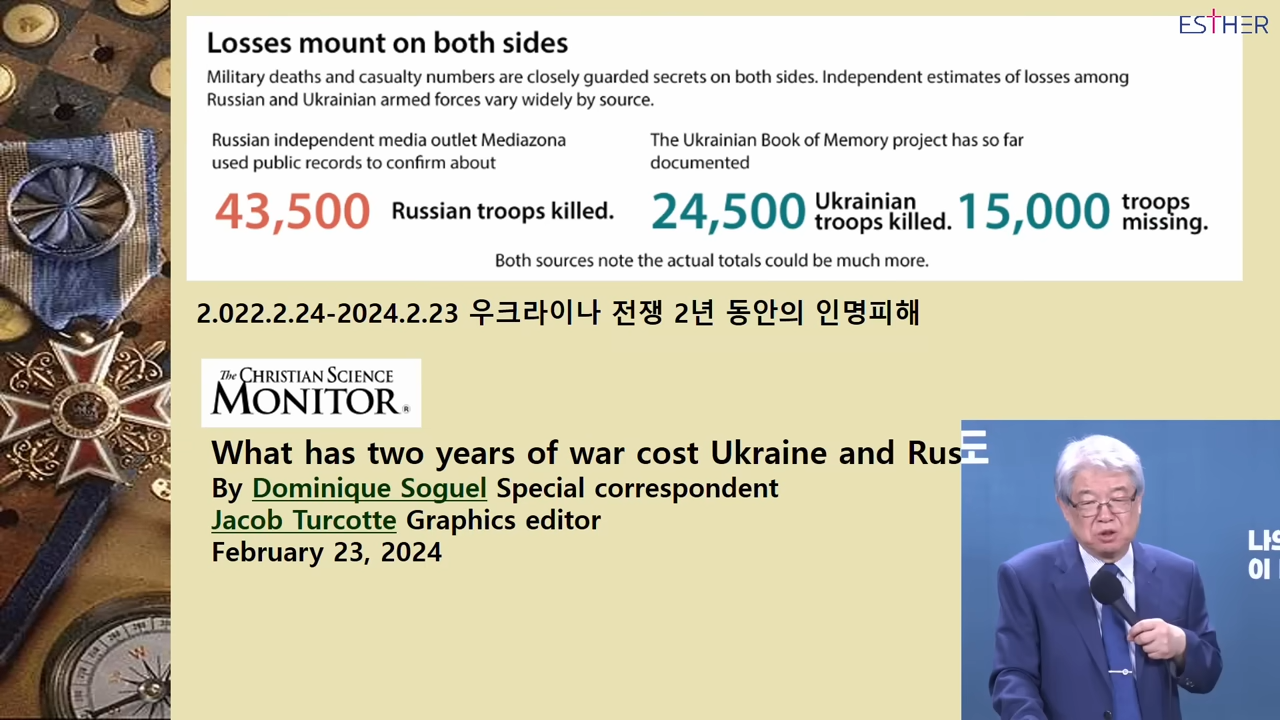 ESTHER
Losses mount on both sides
Military deaths and casualty numbers are closely guarded secrets on both sides. Independent estimates of losses among
Russian and Ukrainian armed forces vary widely by source.
Russian independent media outlet Mediazona
used public records to confirm about
43,500 Russian troops killed.
The Ukrainian Book of Memory project has so far
documented
24,500 Ukrainian
troops killed.
15,000 troops
missing.
Both sources note the actual totals could be much more.
2.022.2.24-2024.2.23 우크라이나 전쟁 2년 동안의 인명피해
The CHRISTIAN SCIENCE
MONITOR®
What has two years of war cost Ukraine and Rus
By Dominique Soguel Special correspondent
Jacob Turcotte Graphics editor
February 23, 2024
이